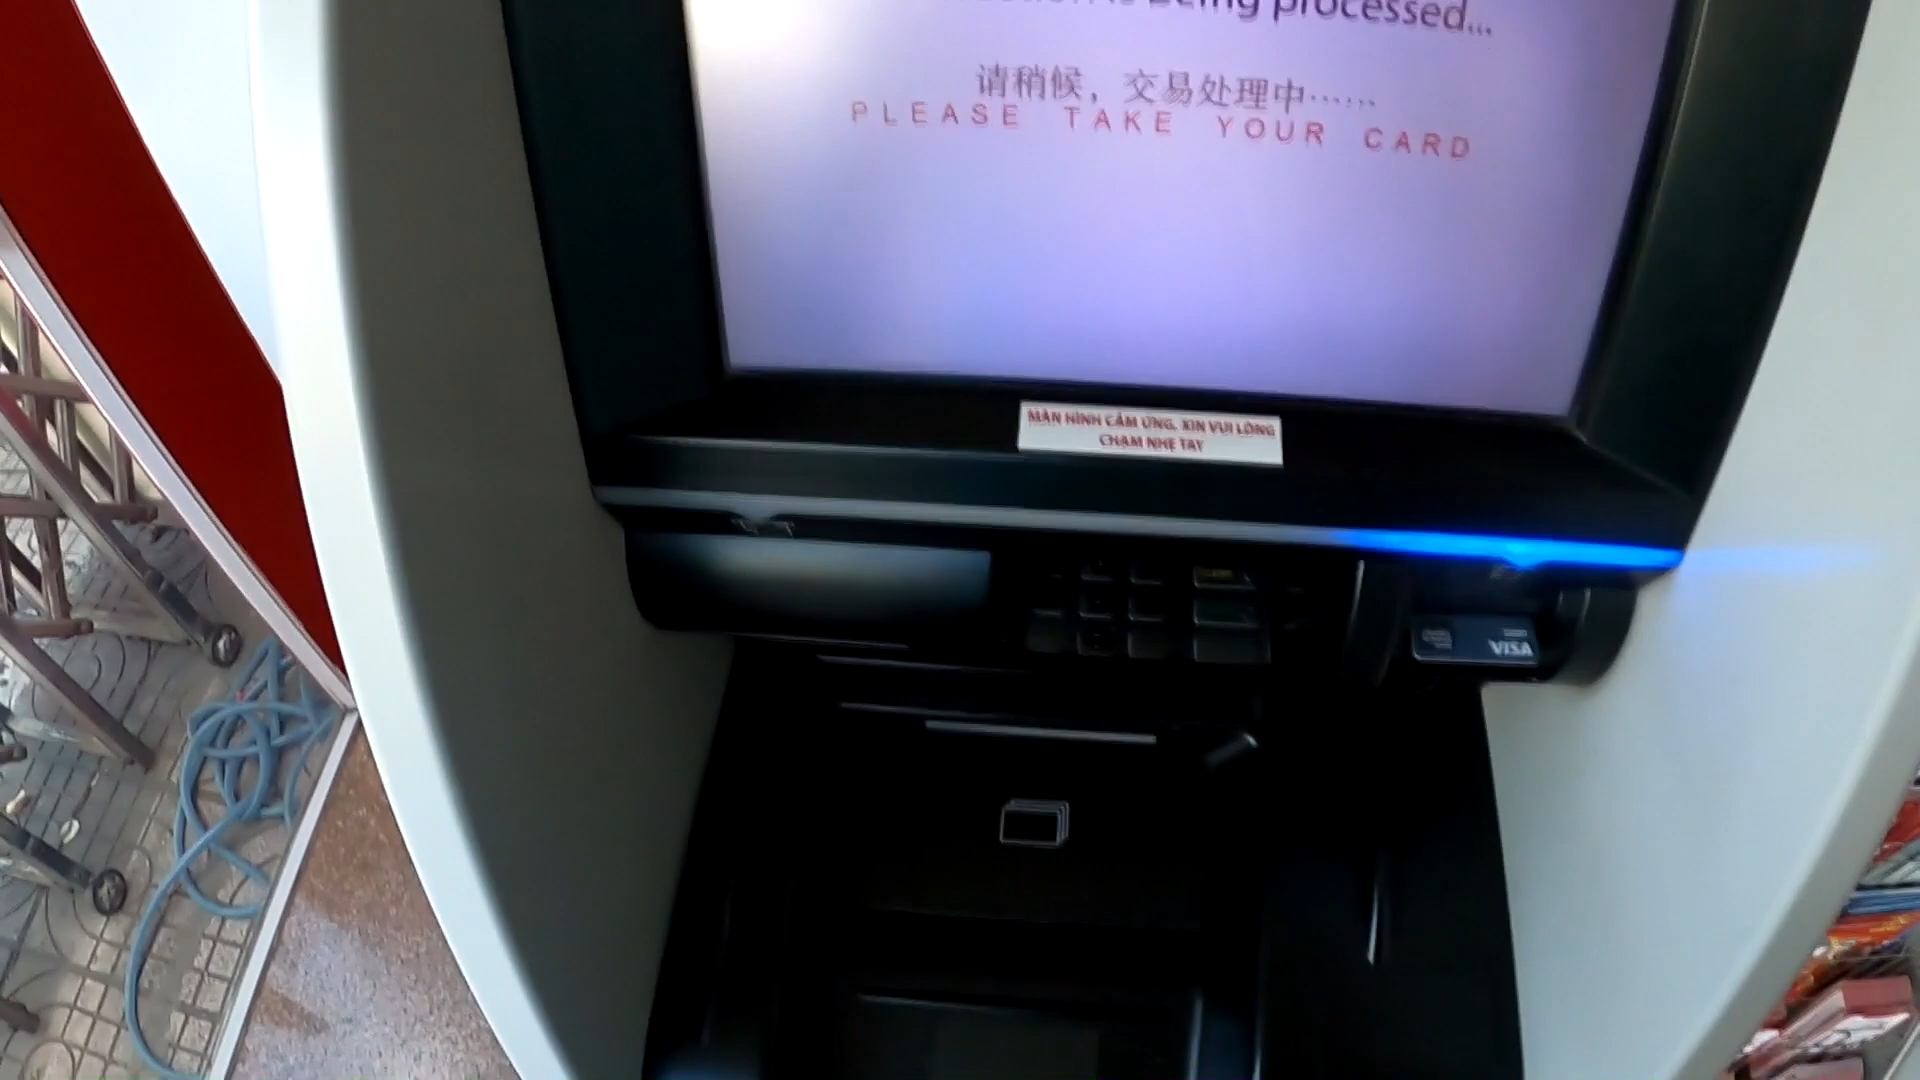 being processed...
请稍候，交易处理中……
PLEASE TAKE YOUR CARD
MÀN HÌNH CẢM ỨNG, XIN VUI LÒNG
CHẠM NHẸ TAY
VISA